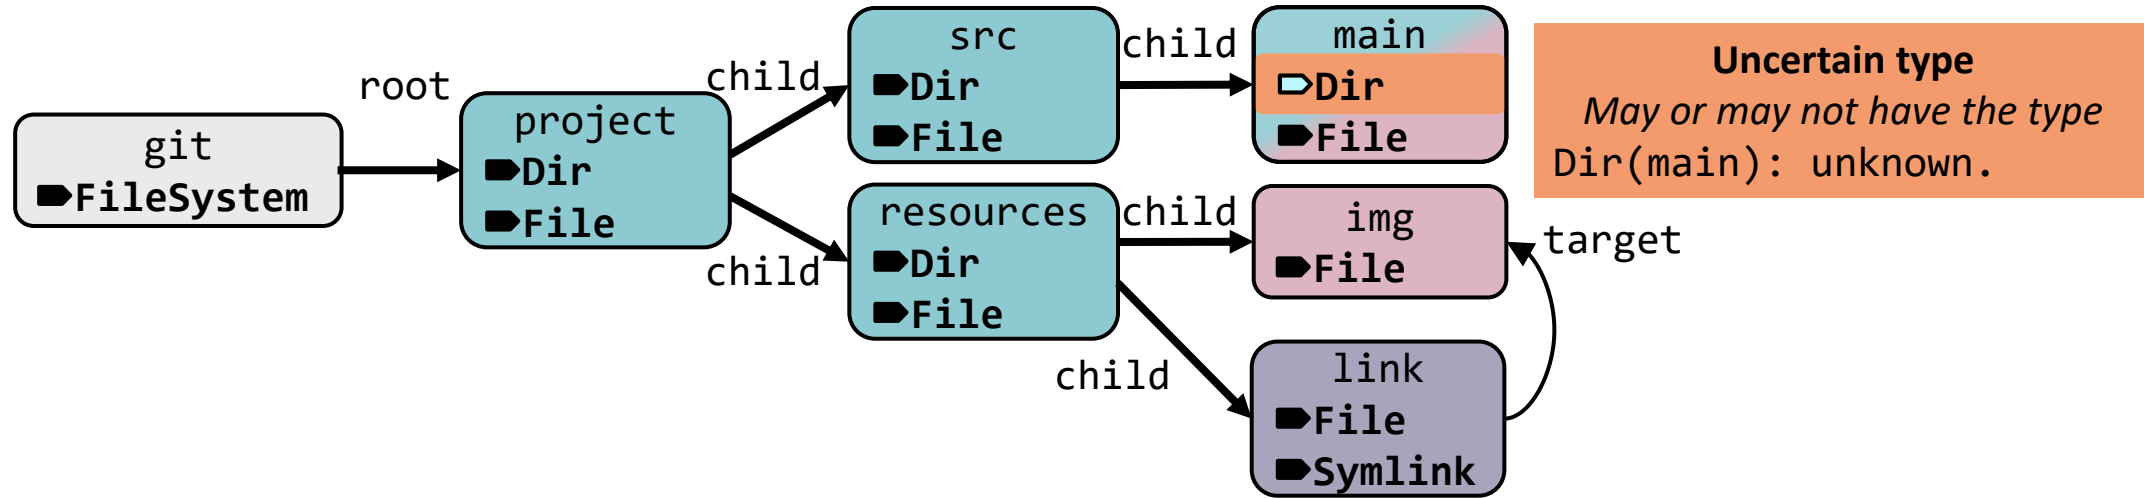 git
FileSystem
root
project
Dir
File
child
child
src
Dir
File
resources
Dir
File
child
child
child
main
Dir
File
img
File
link
File
Symlink
target
Uncertain type
May or may not have the type
Dir(main): unknown.